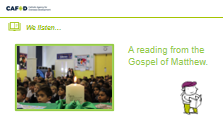 CAFOD
We listen...
A reading from the
Gospel of Matthew.